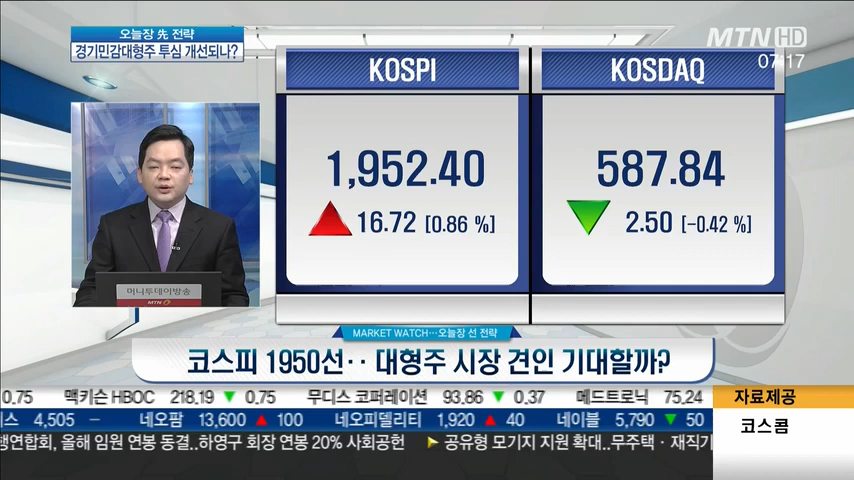 오늘장 先 전략
경기민감대형주 투심 개선되나?
MTN HD
07:17
KOSPI
1,952.40
▲ 16.72 [0.86 %]
KOSDAQ
587.84
▼ 2.50 [-0.42 %]
머니투데이방송
MTN
MARKET WATCH…오늘장 선 전략
코스피 1950선‥ 대형주 시장 견인 기대할까?
0.75 맥키슨 HBOC 218.19 ▼ 0.75 무디스 코퍼레이션 93.86 ▼ 0.37 메드트로닉 75,24
스 4,505 - 네오팜 13,600 ▲ 100 네오피델리티 1,920 ▲ 40 네이블 5,790 ▼ 50
행연합회, 올해 임원 연봉 동결..하영구 회장 연봉 20% 사회공헌 ▶ 공유형 모기지 지원 확대..무주택·재직기
자료제공
코스콤